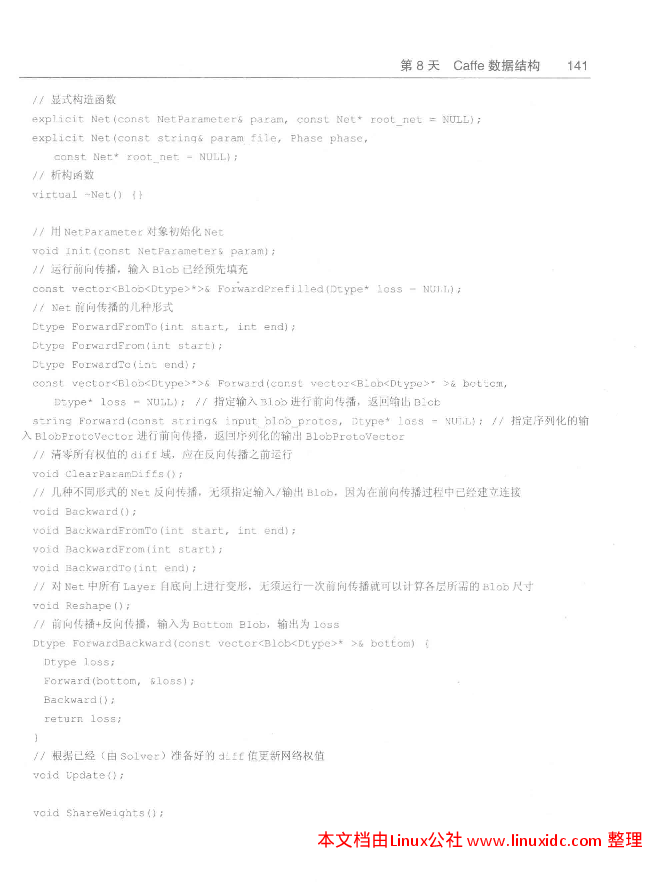 第 8 天 Caffe 数据结构 141
// 显式构造函数
explicit Net(const NetParameter& param, const Net* root_net = NULL);
explicit Net(const string& param_file, Phase phase,
const Net* root_net = NULL);
// 析构函数
virtual ~Net() {}
// 用 NetParameter 对象初始化 Net
void Init(const NetParameter& param);
// 运行前向传播，输入 Blob 已经预先填充
const vector<Blob<Dtype>*>& ForwardPrefilled(Dtype* loss = NULL);
// Net 前向传播的几种形式
Dtype ForwardFromTo(int start, int end);
Dtype ForwardFrom(int start);
Dtype ForwardTo(int end);
const vector<Blob<Dtype>*>& Forward(const vector<Blob<Dtype>* >& bottom,
Dtype* loss = NULL); // 指定输入 Blob 进行前向传播，返回输出 Blob
string Forward(const string& input_blob_protos, Dtype* loss = NULL); // 指定序列化的输
入 BlobProtoVector 进行前向传播，返回序列化的输出 BlobProtoVector
// 清零所有权值的 diff 域，应在反向传播之前运行
void ClearParamDiffs();
// 几种不同形式的 Net 反向传播，无须指定输入/输出 Blob，因为在前向传播过程中已经建立连接
void Backward();
void BackwardFromTo(int start, int end);
void BackwardFrom(int start);
void BackwardTo(int end);
// 对 Net 中所有 Layer 自底向上进行变形，无须运行一次前向传播就可以计算各层所需的 Blob 尺寸
void Reshape();
// 前向传播+反向传播，输入为 Bottom Blob，输出为 loss
Dtype ForwardBackward(const vector<Blob<Dtype>* >& bottom) {
Dtype loss;
Forward(bottom, &loss);
Backward();
return loss;
}
// 根据已经（由 Solver）准备好的 diff 值更新网络权值
void Update();
void ShareWeights();
本文档由Linux公社 www.linuxidc.com 整理